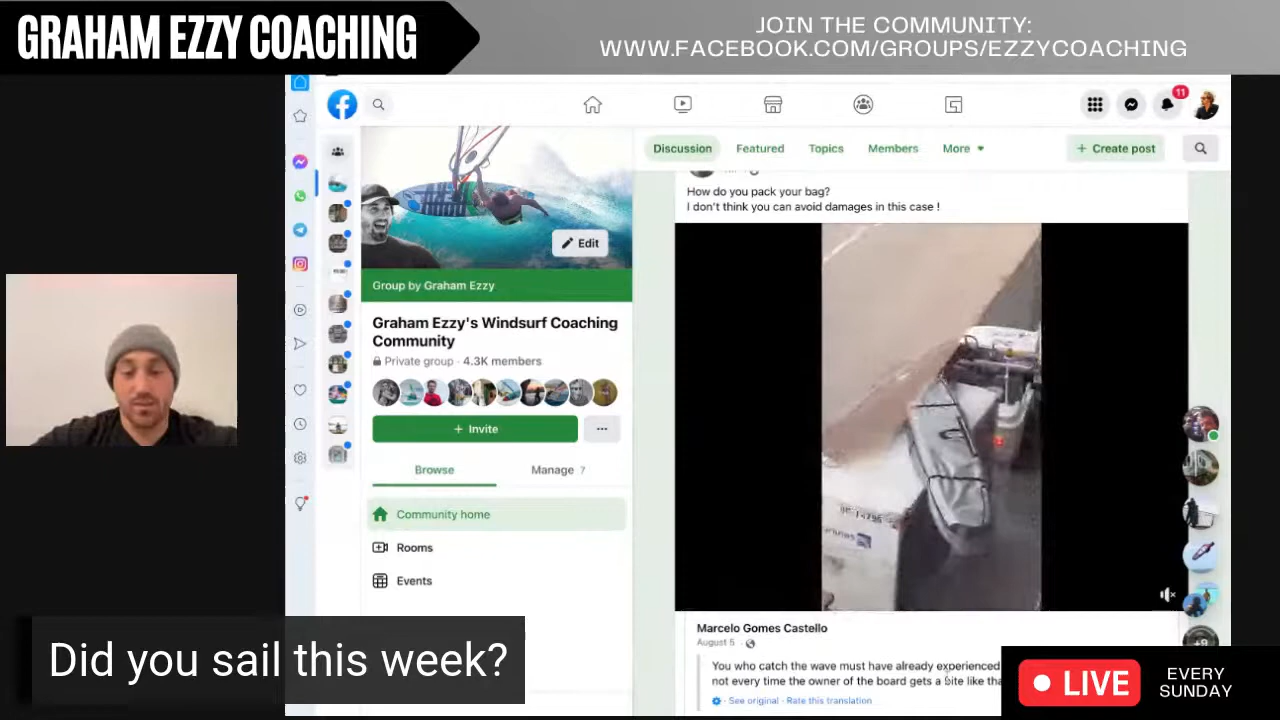 GRAHAM EZZY COACHING
JOIN THE COMMUNITY:
WWW.FACEBOOK.COM/GROUPS/EZZYCOACHING
11
Discussion
Featured
Topics
Members
More
+ Create post
How do you pack your bag?
I don't think you can avoid damages in this case !
Edit
Group by Graham Ezzy
Graham Ezzy's Windsurf Coaching
Community
Private group · 4.3K members
+ Invite
Browse
Manage 7
Community home
Rooms
Events
Marcelo Gomes Castello
August 5
You who catch the wave must have already experienced
not every time the owner of the board gets a bite like
See original · Rate this translation
+9
Did you sail this week?
LIVE
EVERY
SUNDAY